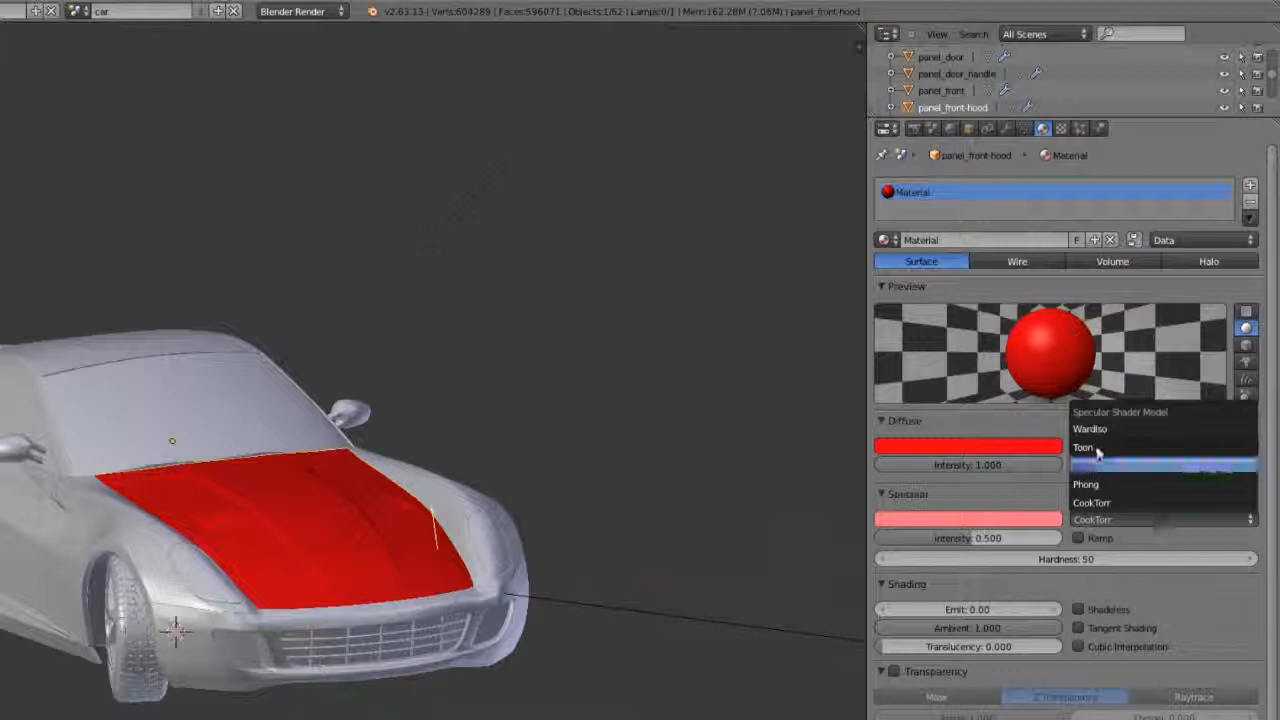 car Blender Render v2.63.13 | Verts:604289 | Faces:596071 | Objects:1/62 | Lamps:0/1 | Mem:162.28M (7.06M) | panel_front-hood
View Search All Scenes
panel_door
panel_door_handle
panel_front
panel_front-hood
panel_front-hood Material
Material
Material F Data
Surface Wire Volume Halo
Preview
Specular Shader Model
WardIso
Toon
Phong
CookTorr
CookTorr
Diffuse
Intensity: 1.000
Specular
Intensity: 0.500 Ramp
Hardness: 50
Shading
Emit: 0.00 Shadeless
Ambient: 1.000 Tangent Shading
Translucency: 0.000 Cubic Interpolation
Transparency
Mask Z Transparency Raytrace